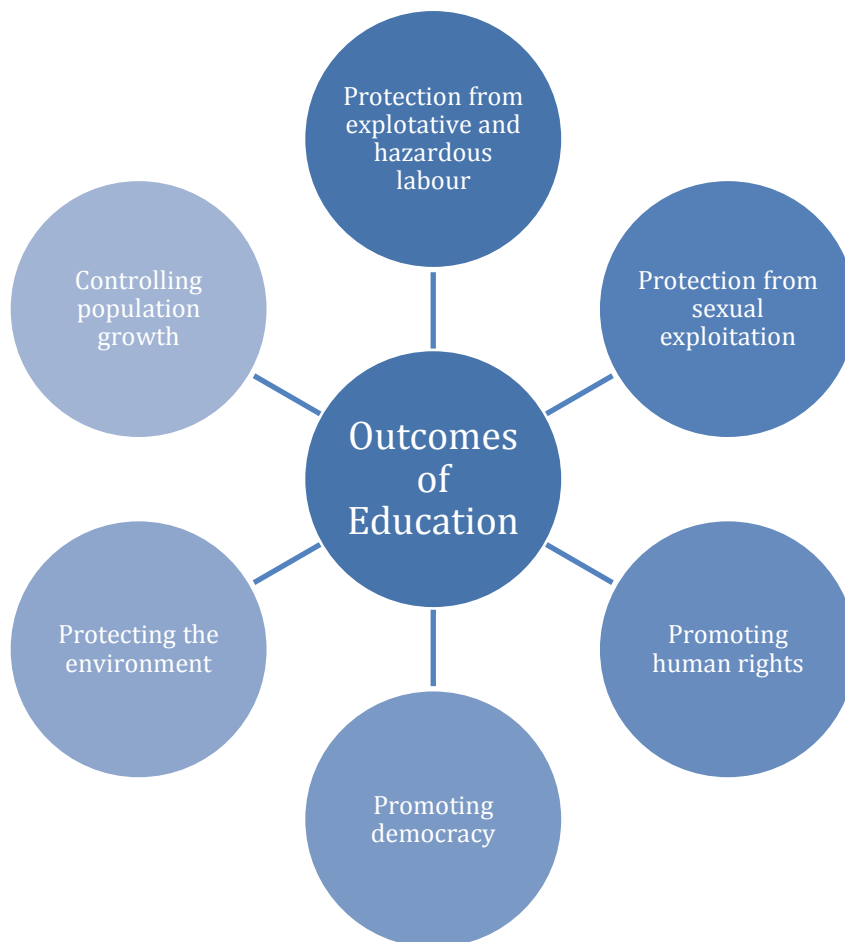 Protection from
explotative and
hazardous
labour
Controlling
population
growth
Protection from
sexual
exploitation
Outcomes
of
Education
Protecting the
environment
Promoting
human rights
Promoting
democracy